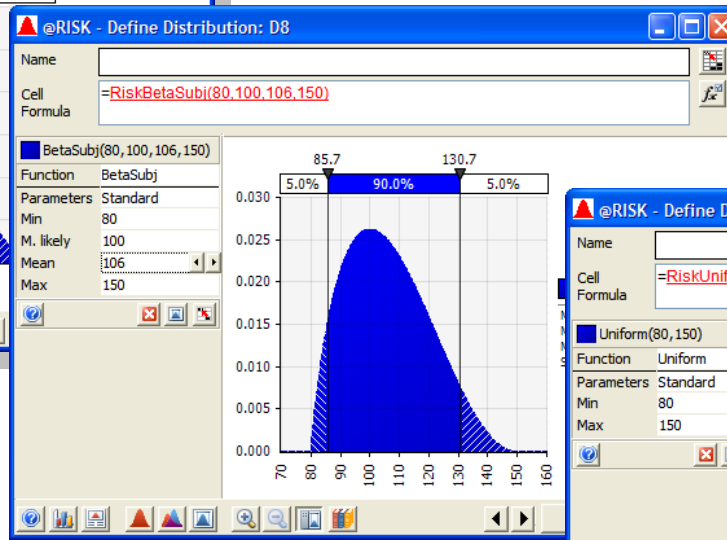 @RISK - Define Distribution: D8
Name
Cell Formula
=RiskBetaSubj(80,100,106,150)
BetaSubj(80,100,106,150)
Function BetaSubj
Parameters Standard
Min 80
M. likely 100
Mean 106
Max 150
85.7 130.7
5.0% 90.0% 5.0%
0.030
0.025
0.020
0.015
0.010
0.005
0.000
70 80 90 100 110 120 130 140 150 160
@RISK - Define D
Name
Cell Formula
=RiskUnif
Uniform(80,150)
Function Uniform
Parameters Standard
Min 80
Max 150